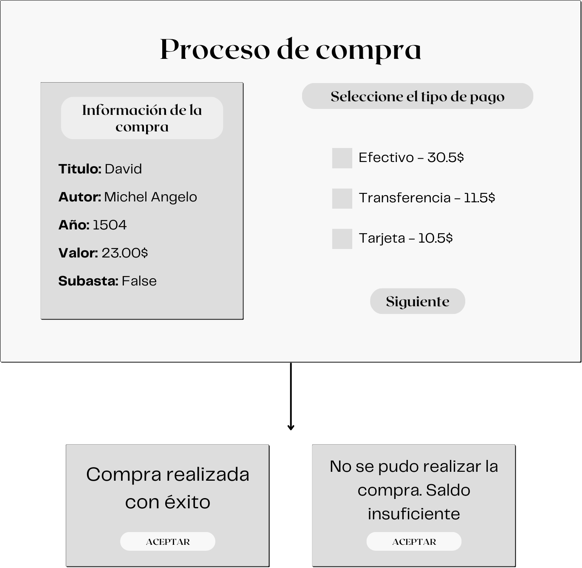 Proceso de compra
Información de la
compra
Titulo: David
Autor: Michel Angelo
Año: 1504
Valor: 23.00$
Subasta: False
Seleccione el tipo de pago
Efectivo - 30.5$
Transferencia - 11.5$
Tarjeta - 10.5$
Siguiente
Compra realizada
con éxito
ACEPTAR
No se pudo realizar la
compra. Saldo
insuficiente
ACEPTAR